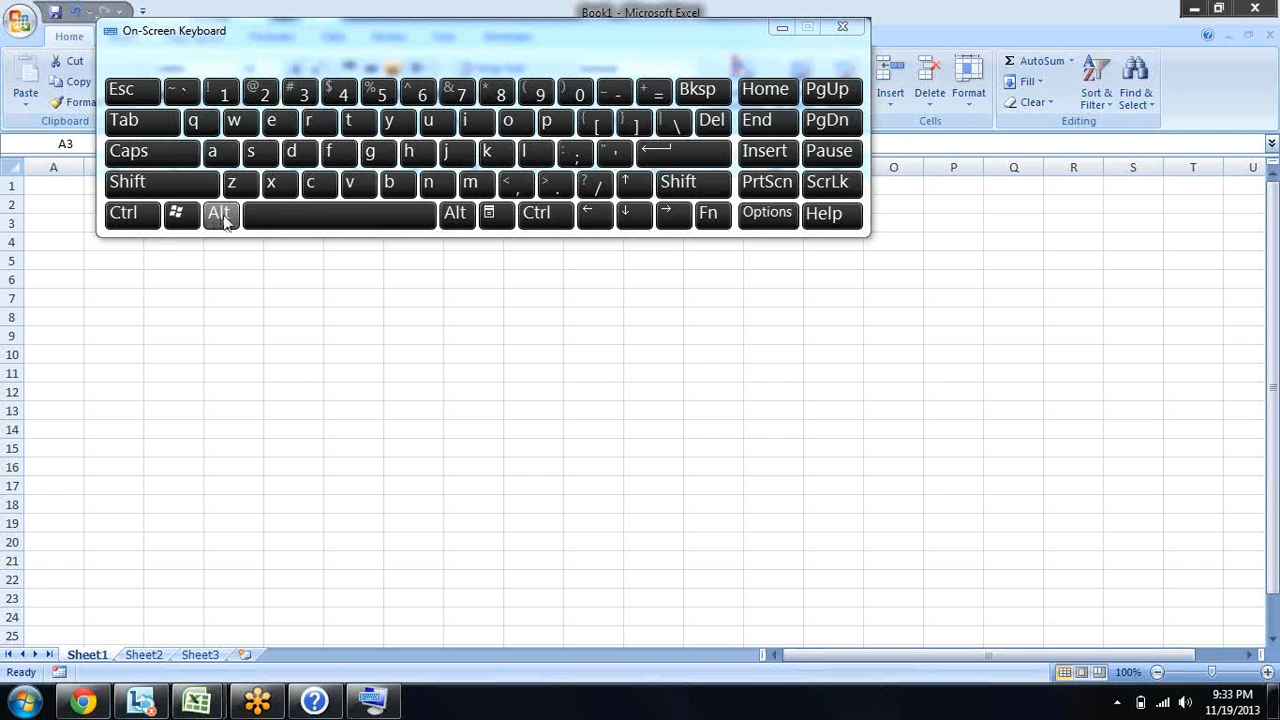 Book1 - Microsoft Excel
On-Screen Keyboard
Home
Cut
Copy
Forma
Paste
Clipboard
Insert
Delete
Format
Cells
AutoSum
Fill
Clear
Sort &
Filter
Find &
Select
Editing
Esc ~ ` ! 1 @ 2 # 3 $ 4 % 5 ^ 6 & 7 * 8 ( 9 ) 0 _ - + = Bksp Home PgUp
Tab q w e r t y u i o p { [ } ] | \ Del End PgDn
Caps a s d f g h j k l : ; " ' Insert Pause
Shift z x c v b n m < , > . ? / ↑ Shift PrtScn ScrLk
Ctrl Alt Alt Ctrl ← ↓ → Fn Options Help
A3
A O P Q R S T U
1
2
3
4
5
6
7
8
9
10
11
12
13
14
15
16
17
18
19
20
21
22
23
24
25
Sheet1 Sheet2 Sheet3
Ready
100%
9:33 PM
11/19/2013